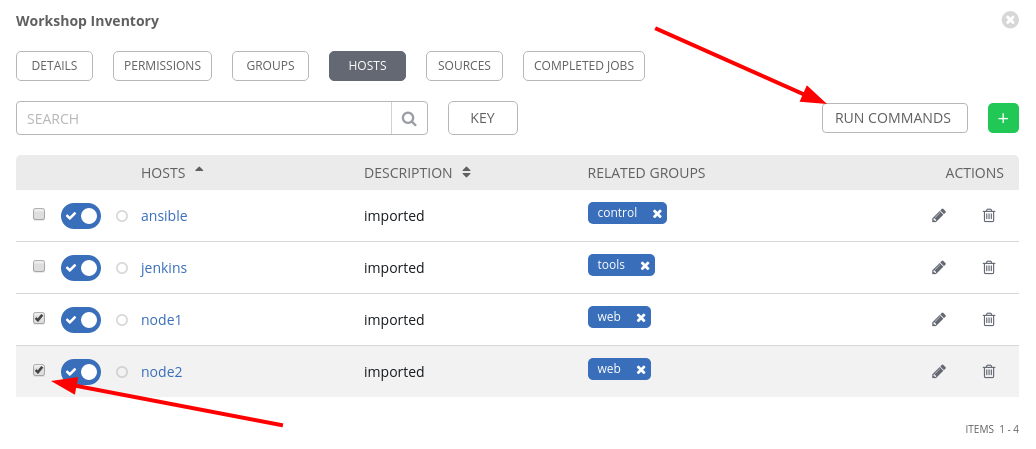 Workshop Inventory
DETAILS PERMISSIONS GROUPS HOSTS SOURCES COMPLETED JOBS
SEARCH KEY RUN COMMANDS +
HOSTS DESCRIPTION RELATED GROUPS ACTIONS
ansible imported control
jenkins imported tools
node1 imported web
node2 imported web
ITEMS 1 - 4